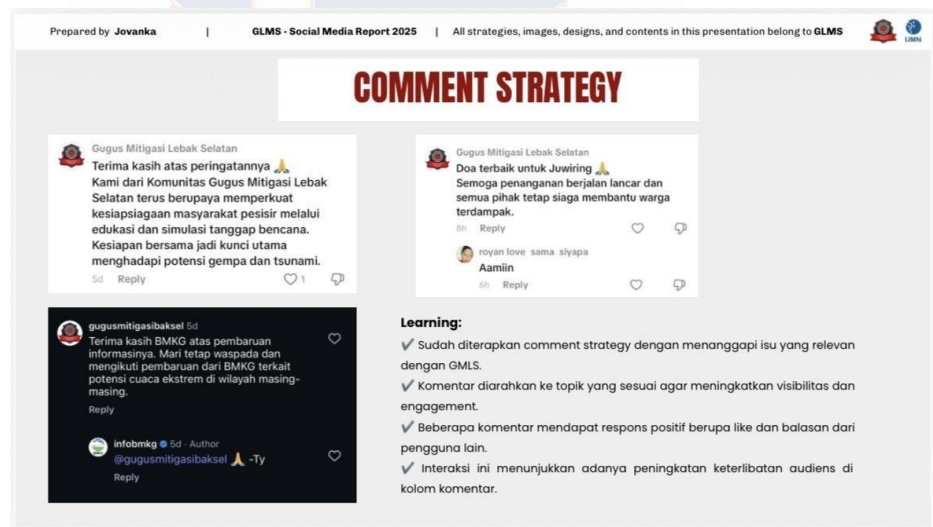 Prepared by Jovanka | GLMS - Social Media Report 2025 | All strategies, images, designs, and contents in this presentation belong to GLMS
UMN
COMMENT STRATEGY
Gugus Mitigasi Lebak Selatan
Terima kasih atas peringatannya 🙏
Kami dari Komunitas Gugus Mitigasi Lebak
Selatan terus berupaya memperkuat
kesiapsiagaan masyarakat pesisir melalui
edukasi dan simulasi tanggap bencana.
Kesiapan bersama jadi kunci utama
menghadapi potensi gempa dan tsunami.
5d Reply 1
Gugus Mitigasi Lebak Selatan
Doa terbaik untuk Juwiring 🙏
Semoga penanganan berjalan lancar dan
semua pihak tetap siaga membantu warga
terdampak.
8h Reply
royan love sama siyapa
Aamiin
6h Reply
gugusmitigasibaksel 5d
Terima kasih BMKG atas pembaruan
informasinya. Mari tetap waspada dan
mengikuti pembaruan dari BMKG terkait
potensi cuaca ekstrem di wilayah masing-
masing.
Reply
infobmkg 5d · Author
@gugusmitigasibaksel 🙏 -Ty
Reply
Learning:
✔ Sudah diterapkan comment strategy dengan menanggapi isu yang relevan
dengan GMLS.
✔ Komentar diarahkan ke topik yang sesuai agar meningkatkan visibilitas dan
engagement.
✔ Beberapa komentar mendapat respons positif berupa like dan balasan dari
pengguna lain.
✔ Interaksi ini menunjukkan adanya peningkatan keterlibatan audiens di
kolom komentar.